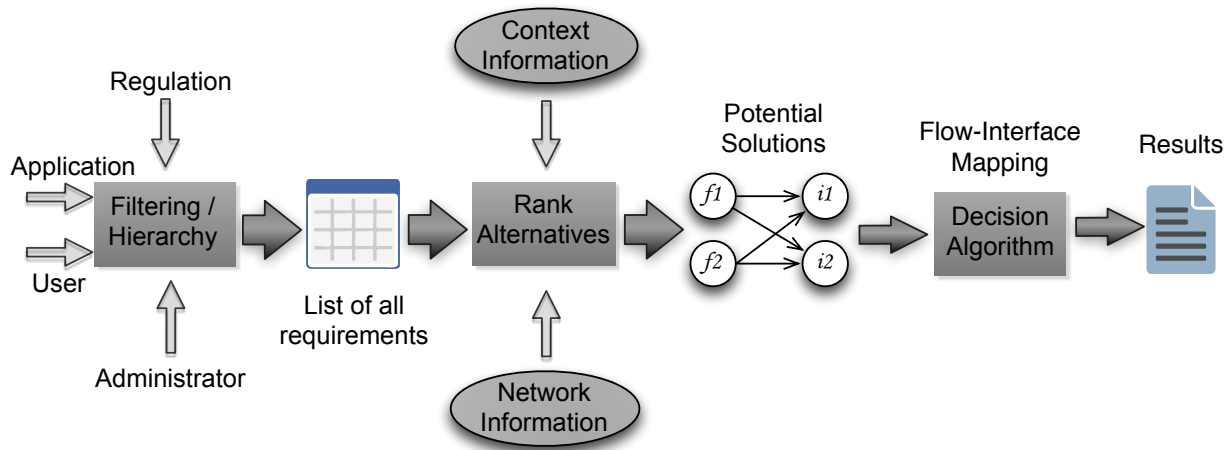 Context
Information
Regulation
Application
User
Filtering /
Hierarchy
Administrator
List of all
requirements
Rank
Alternatives
Network
Information
Potential
Solutions
f1
i1
f2
i2
Flow-Interface
Mapping
Decision
Algorithm
Results